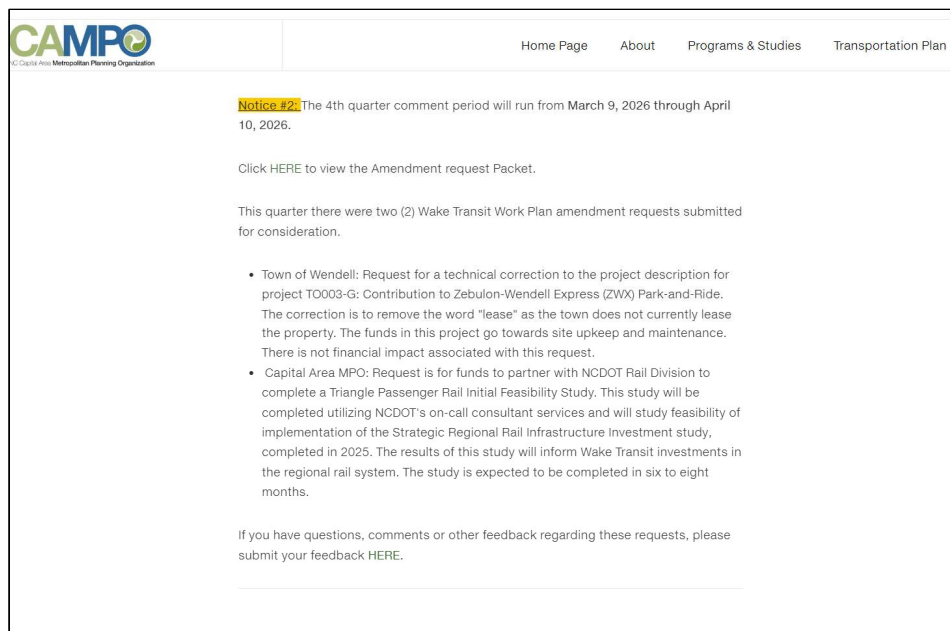 CAMPO
NC Capital Area Metropolitan Planning Organization
Home Page About Programs & Studies Transportation Plan
Notice #2: The 4th quarter comment period will run from March 9, 2026 through April
10, 2026.
Click HERE to view the Amendment request Packet.
This quarter there were two (2) Wake Transit Work Plan amendment requests submitted
for consideration.
• Town of Wendell: Request for a technical correction to the project description for
project TO003-G: Contribution to Zebulon-Wendell Express (ZWX) Park-and-Ride.
The correction is to remove the word "lease" as the town does not currently lease
the property. The funds in this project go towards site upkeep and maintenance.
There is not financial impact associated with this request.
• Capital Area MPO: Request is for funds to partner with NCDOT Rail Division to
complete a Triangle Passenger Rail Initial Feasibility Study. This study will be
completed utilizing NCDOT's on-call consultant services and will study feasibility of
implementation of the Strategic Regional Rail Infrastructure Investment study,
completed in 2025. The results of this study will inform Wake Transit investments in
the regional rail system. The study is expected to be completed in six to eight
months.
If you have questions, comments or other feedback regarding these requests, please
submit your feedback HERE.